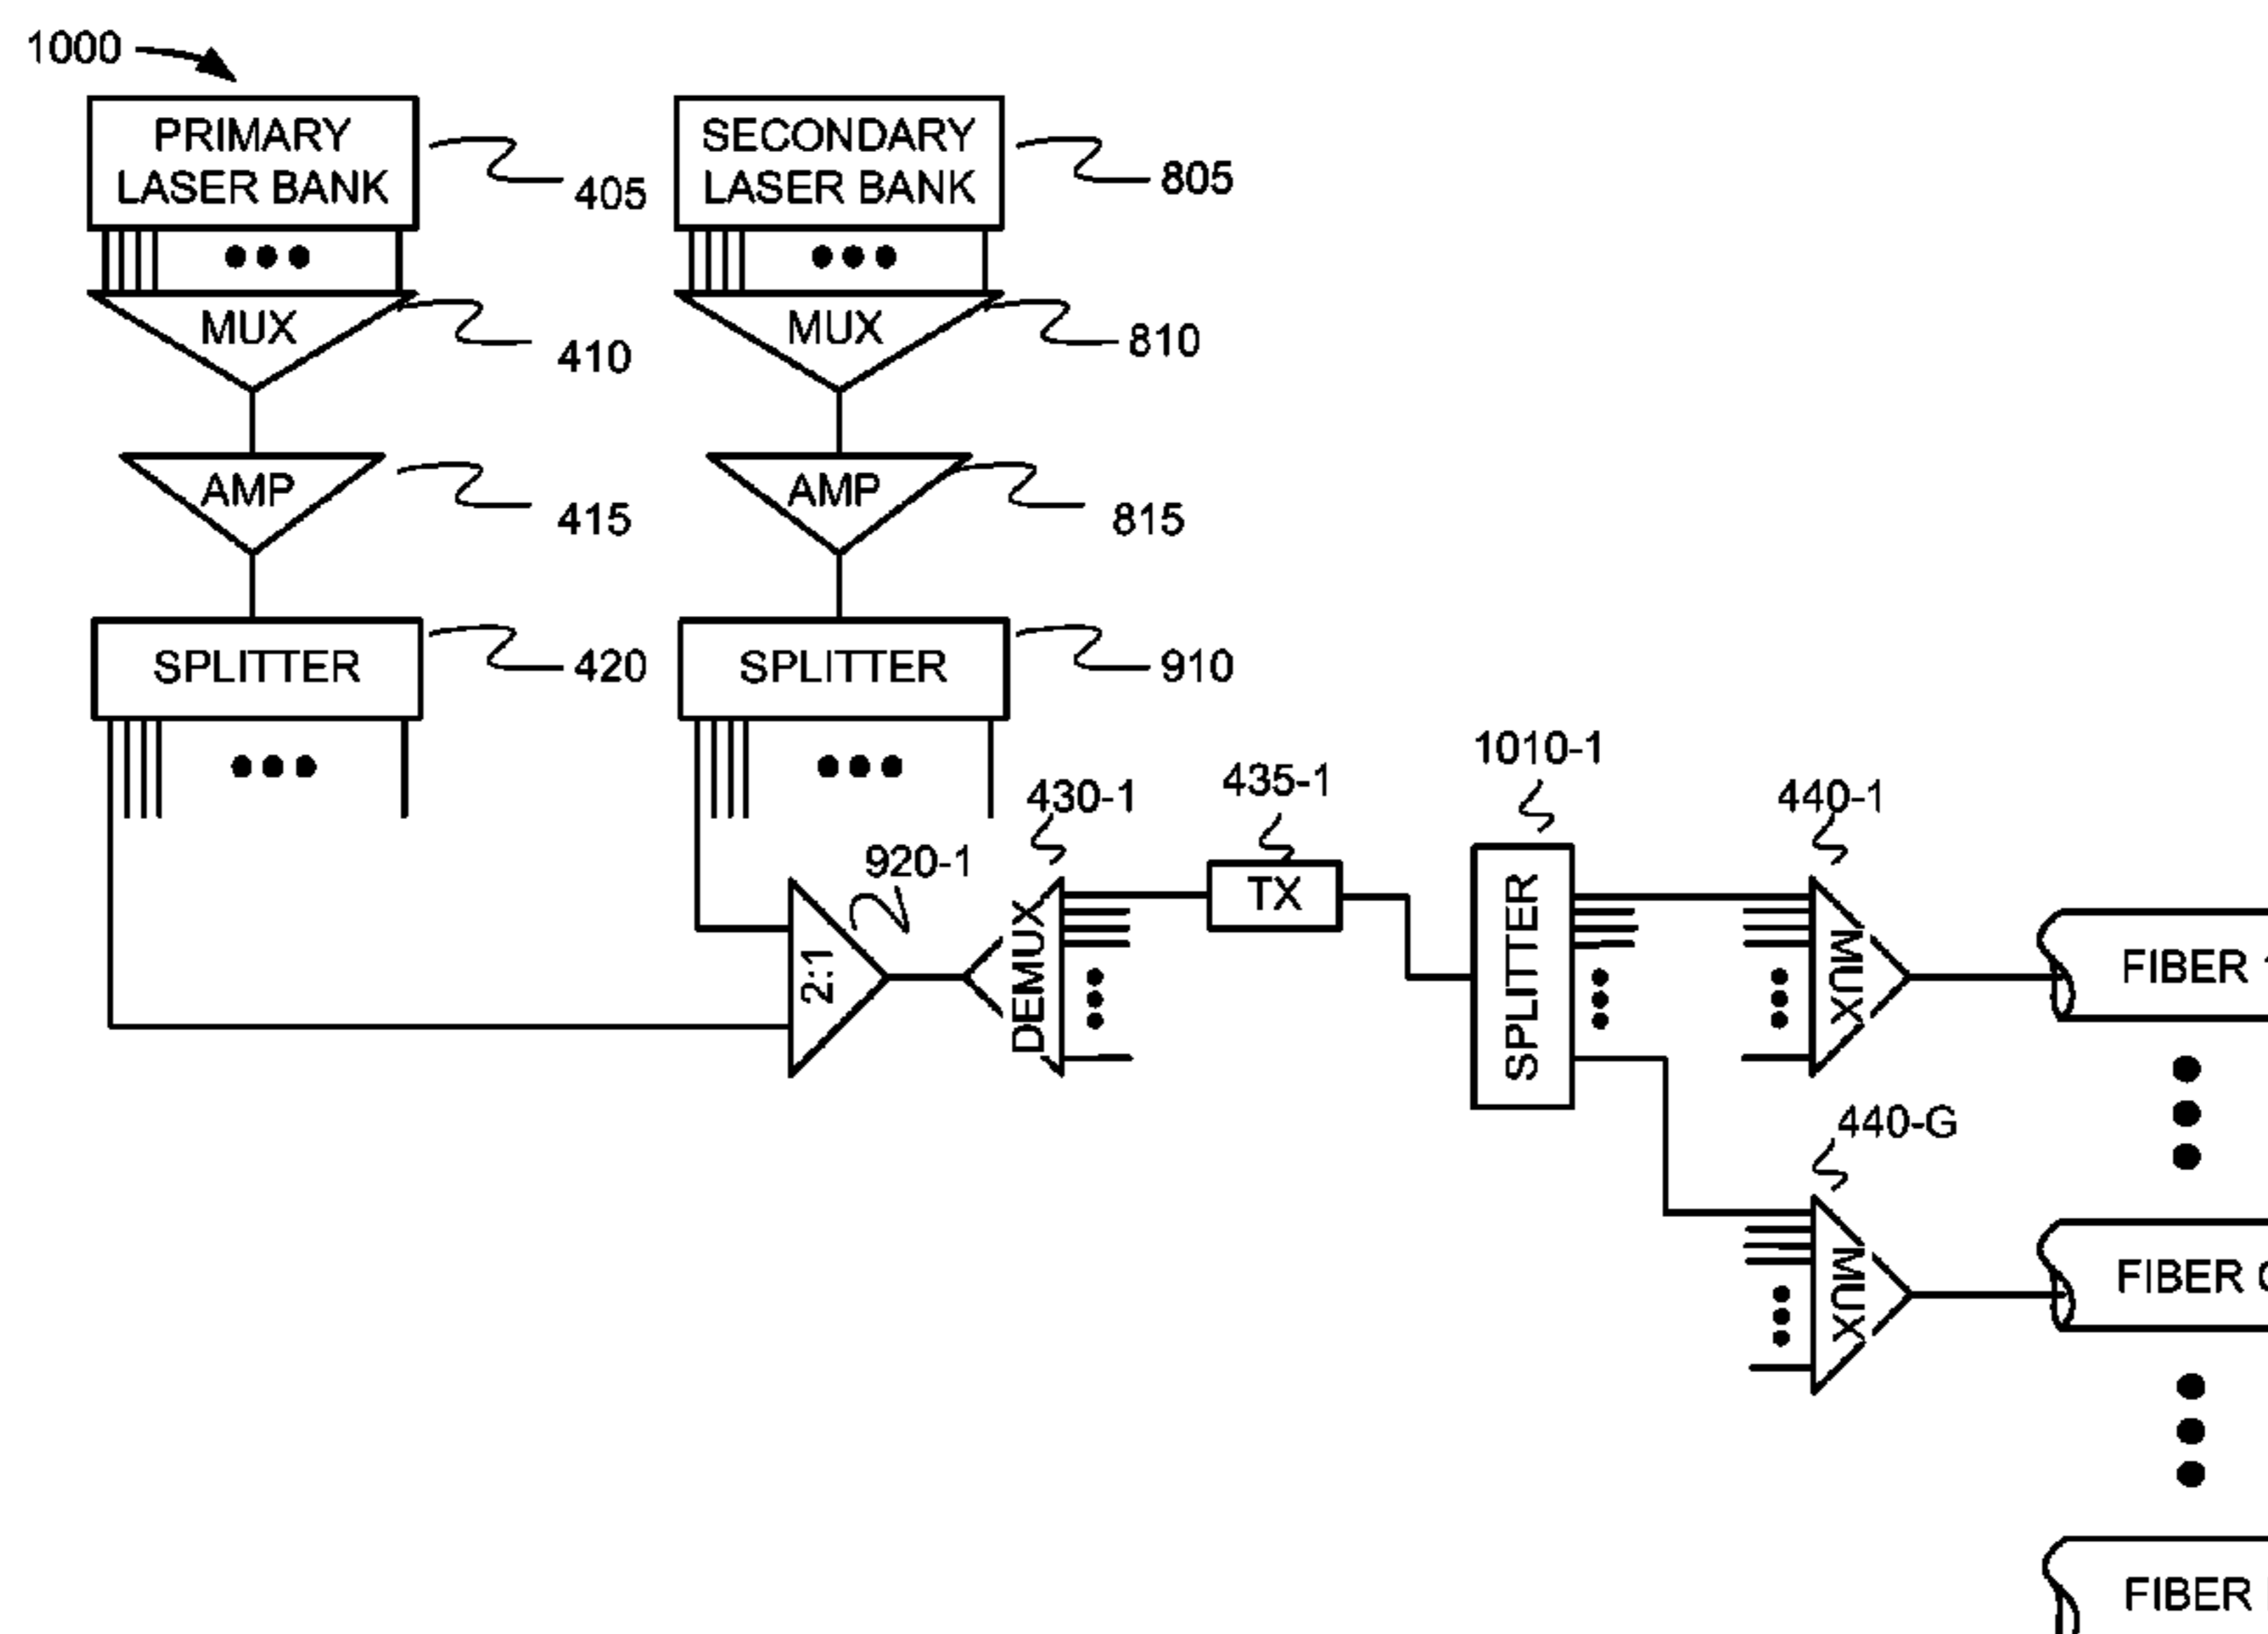 1000
PRIMARY
LASER BANK
405
SECONDARY
LASER BANK
805
MUX
410
MUX
810
AMP
415
AMP
815
SPLITTER
420
SPLITTER
910
1010-1
430-1
435-1
440-1
920-1
2:1
DEMUX
TX
SPLITTER
MUX
FIBER
440-G
MUX
FIBER
FIBER